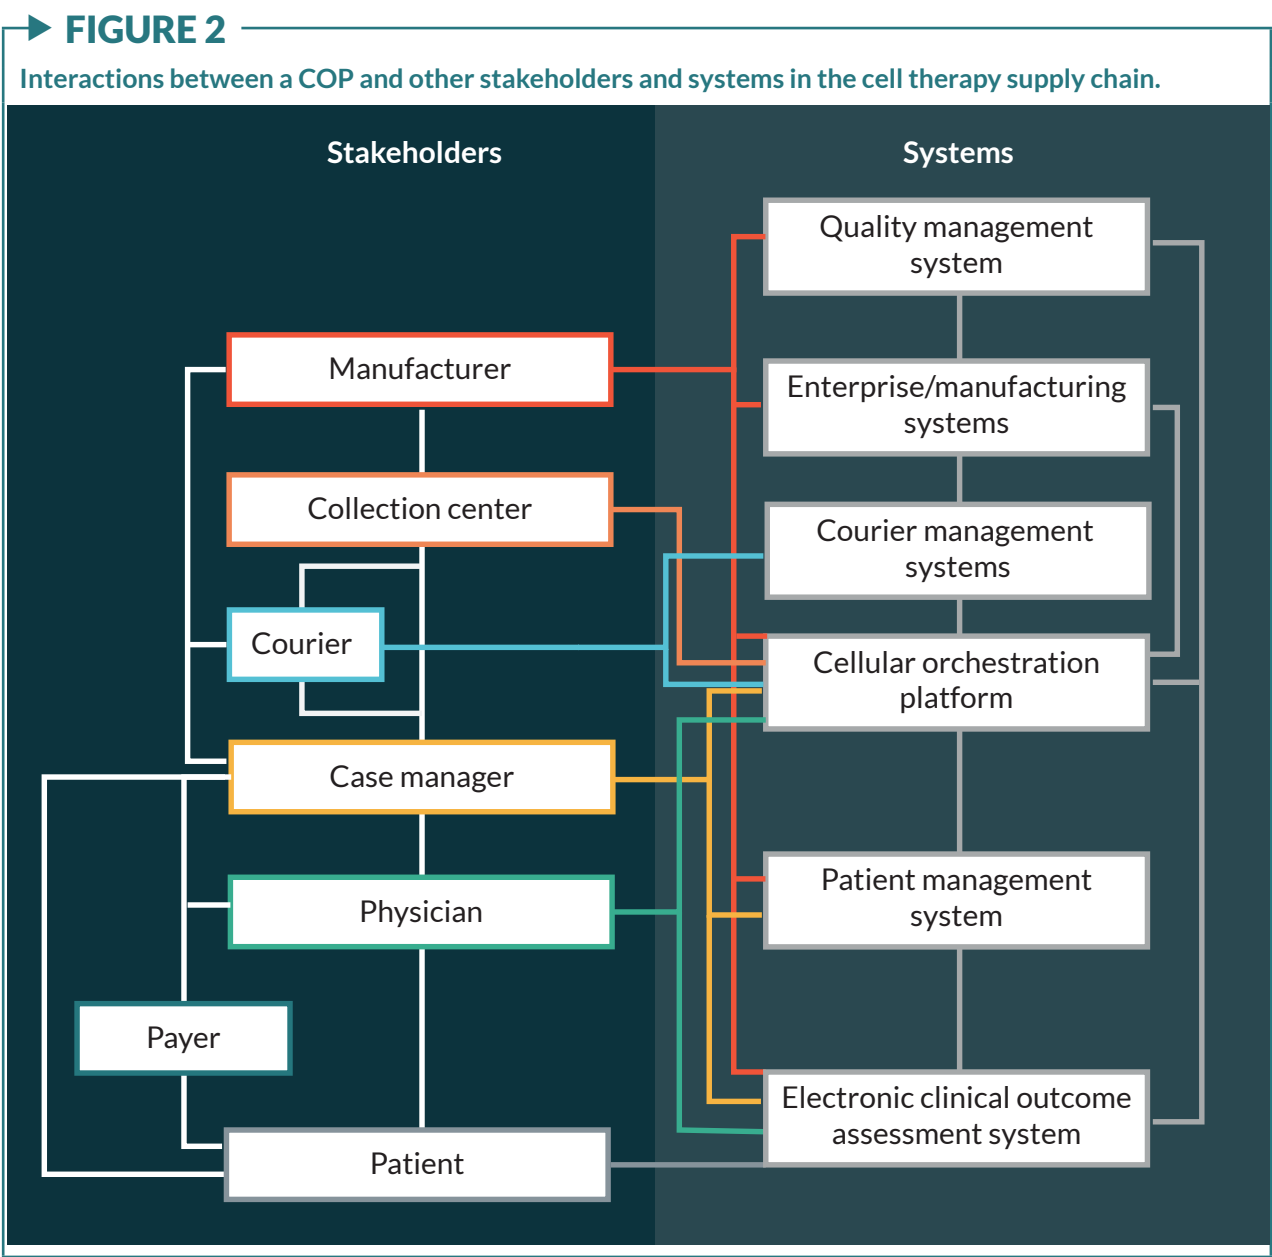 FIGURE 2
Interactions between a COP and other stakeholders and systems in the cell therapy supply chain.
Stakeholders
Manufacturer
Collection center
Courier
Case manager
Physician
Payer
Patient
Systems
Quality management
system
Enterprise/manufacturing
systems
Courier management
systems
Cellular orchestration
platform
Patient management
system
Electronic clinical outcome
assessment system